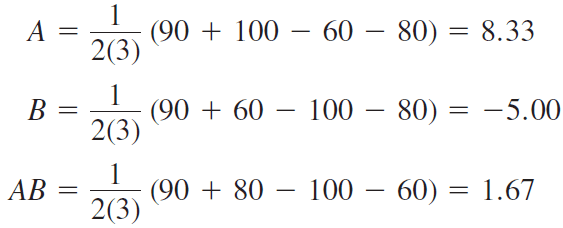 A = 1/2(3) (90 + 100 − 60 − 80) = 8.33
B = 1/2(3) (90 + 60 − 100 − 80) = −5.00
AB = 1/2(3) (90 + 80 − 100 − 60) = 1.67